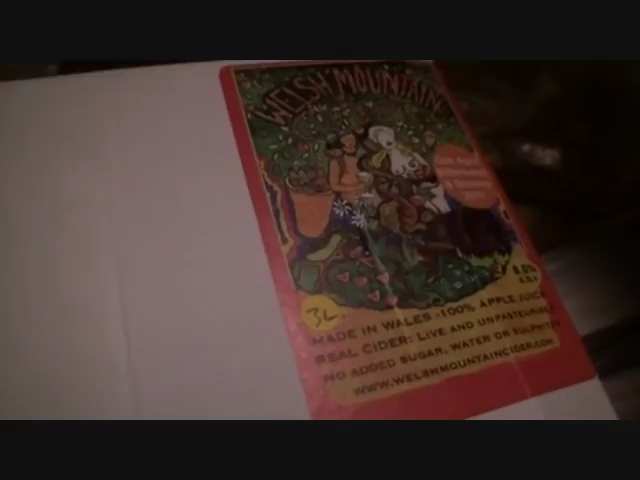 WELSH MOUNTAIN
3L
MADE IN WALES - 100% APPLE JUICE
REAL CIDER: LIVE AND UNPASTEURISED
NO ADDED SUGAR, WATER OR SULPHITES
WWW.WELSHMOUNTAINCIDER.COM